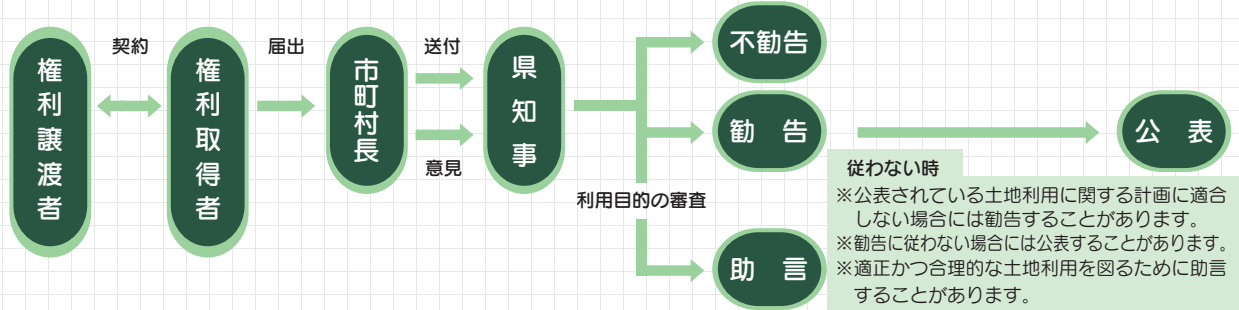 権利譲渡者
契約
権利取得者
届出
市町村長
送付
意見
県知事
利用目的の審査
不勧告
勧 告
助 言
公 表
従わない時
※公表されている土地利用に関する計画に適合
しない場合には勧告することがあります。
※勧告に従わない場合には公表することがあります。
※適正かつ合理的な土地利用を図るために助言
することがあります。